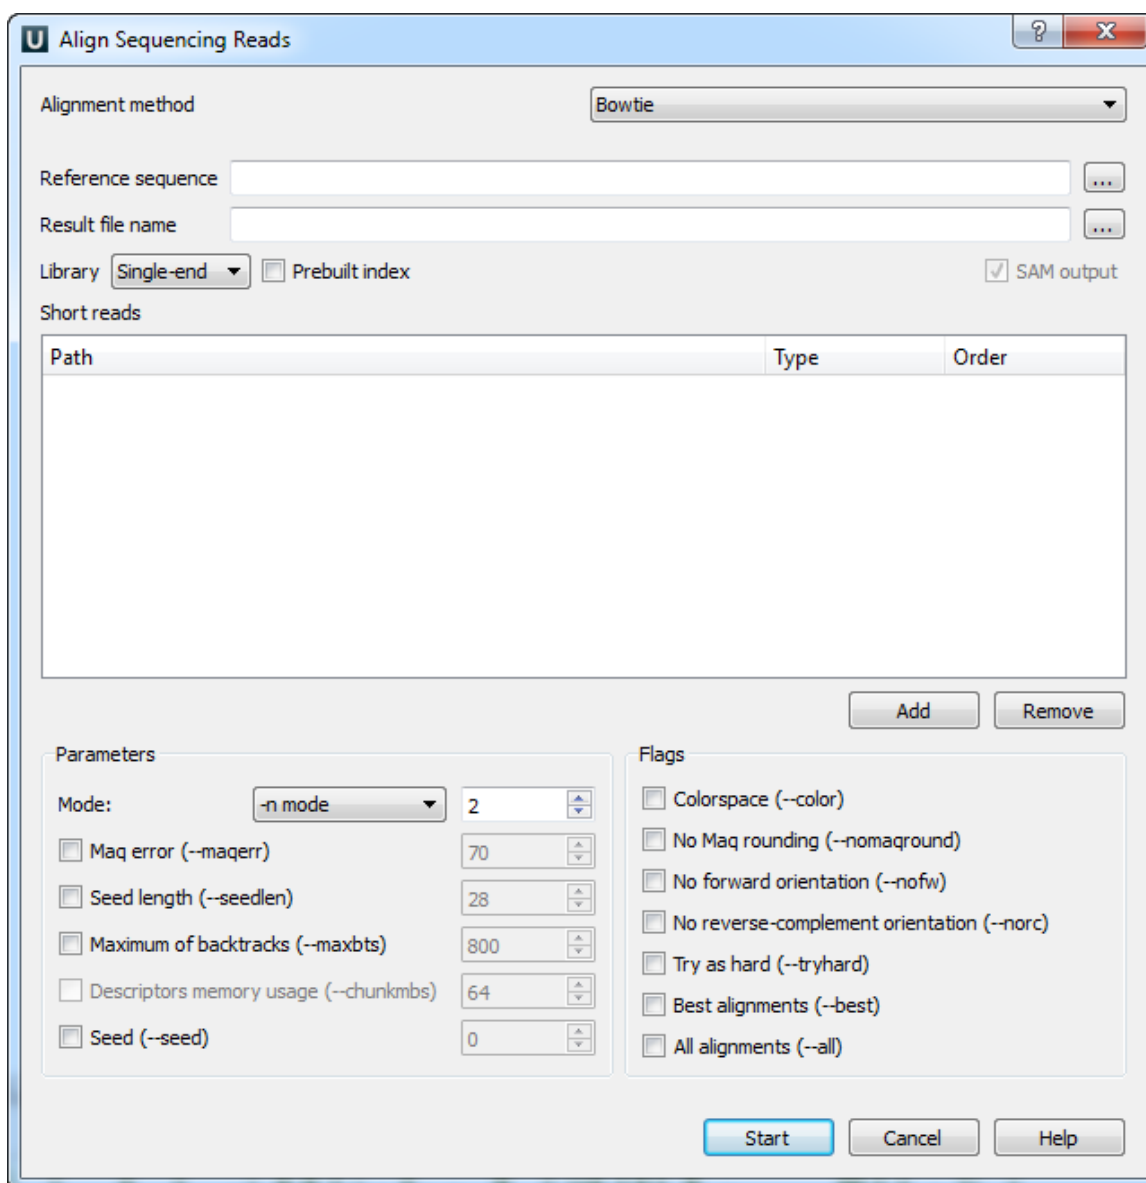 U Align Sequencing Reads
Alignment method Bowtie
Reference sequence ...
Result file name ...
Library Single-end Prebuilt index SAM output
Short reads
Path Type Order
Add Remove
Parameters Flags
Mode: -n mode 2 Colorspace (--color)
Maq error (--maqerr) 70 No Maq rounding (--nomaqround)
Seed length (--seedlen) 28 No forward orientation (--nofw)
No reverse-complement orientation (--norc)
Maximum of backtracks (--maxbts) 800
Try as hard (--tryhard)
Descriptors memory usage (--chunkmbs) 64 Best alignments (--best)
Seed (--seed) 0 All alignments (--all)
Start Cancel Help